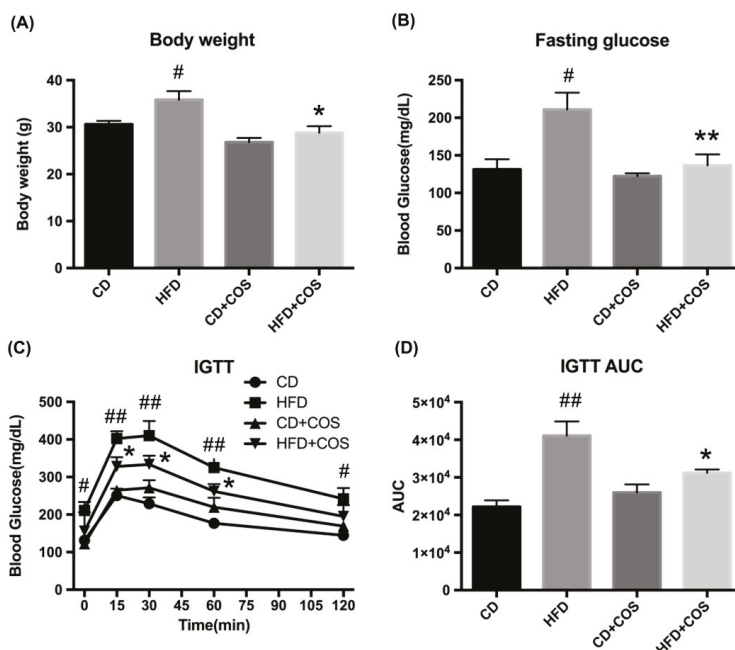 (A)
Body weight
Body weight (g)
40
30
20
10
0
#
*
CD
HFD
CD+COS
HFD+COS
(B)
Fasting glucose
Blood Glucose(mg/dL)
250
200
150
100
50
0
#
**
CD
HFD
CD+COS
HFD+COS
(C)
IGTT
CD
HFD
CD+COS
HFD+COS
Blood Glucose(mg/dL)
500
400
300
200
100
0
#
##
##
##
#
*
*
*
0 15 30 45 60 75 90 105 120
Time(min)
(D)
IGTT AUC
AUC
5×10⁴
4×10⁴
3×10⁴
2×10⁴
1×10⁴
0
##
*
CD
HFD
CD+COS
HFD+COS